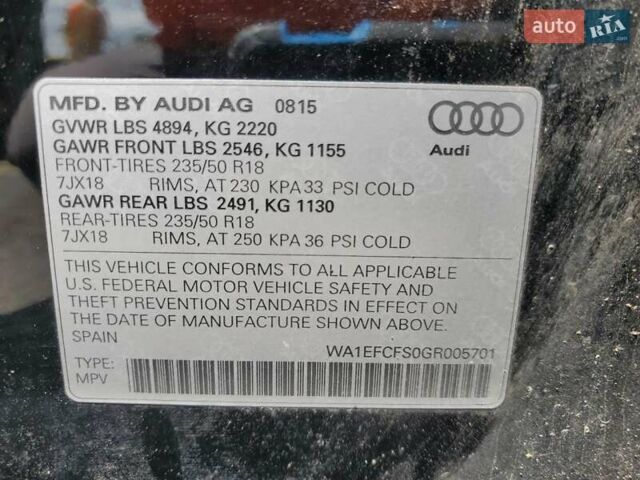 auto RIA.com
MFD. BY AUDI AG 0815
GVWR LBS 4894, KG 2220
GAWR FRONT LBS 2546, KG 1155
FRONT-TIRES 235/50 R18
7JX18 RIMS, AT 230 KPA 33 PSI COLD
GAWR REAR LBS 2491, KG 1130
REAR-TIRES 235/50 R18
7JX18 RIMS, AT 250 KPA 36 PSI COLD
Audi
THIS VEHICLE CONFORMS TO ALL APPLICABLE
U.S. FEDERAL MOTOR VEHICLE SAFETY AND
THEFT PREVENTION STANDARDS IN EFFECT ON
THE DATE OF MANUFACTURE SHOWN ABOVE.
SPAIN
WA1EFCFS0GR005701
TYPE:
MPV